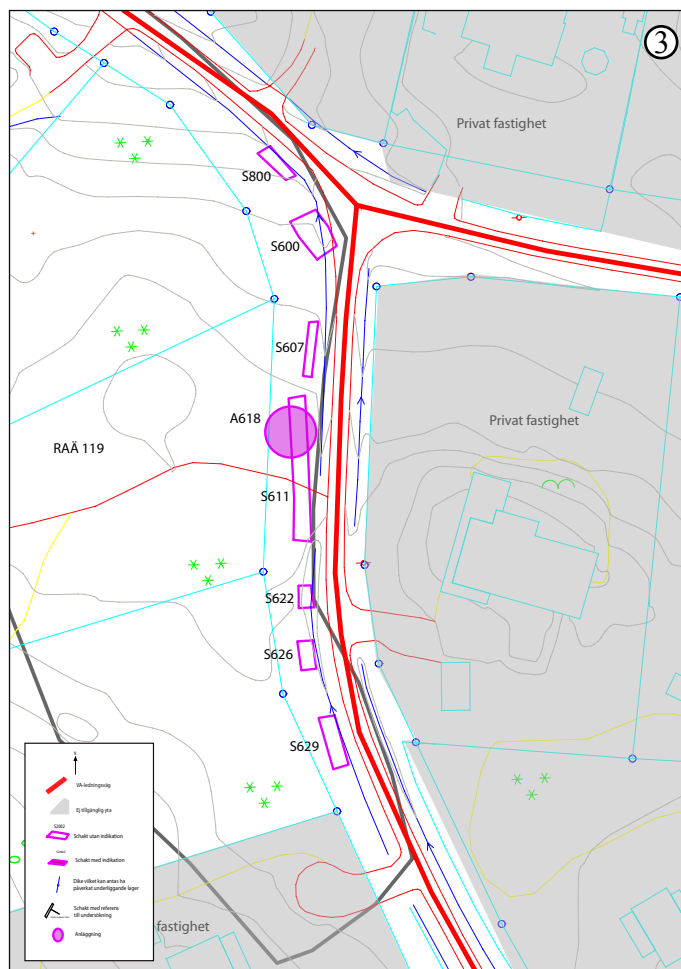 3
Privat fastighet
S800
S600
S607
A618
Privat fastighet
RAÄ 119
S611
S622
S626
S629
N
VA-ledningsväg
Ej tillgänglig yta
Schakt utan indikation
Schakt med indikation
Dike vilket kan antas ha
påverkat underliggande lager
Schakt med referens
till undersökning
Anläggning
fastighet